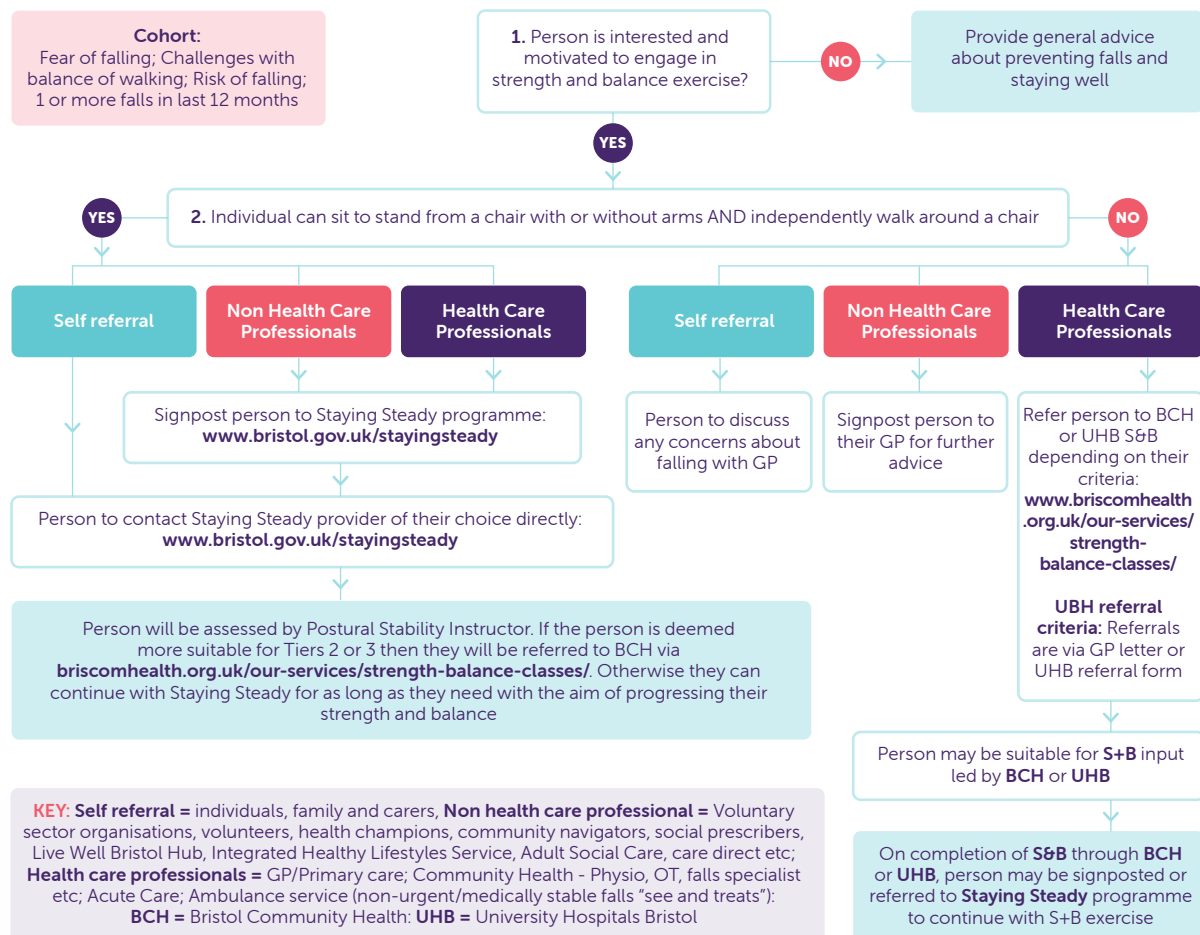 Cohort:
Fear of falling; Challenges with
balance of walking; Risk of falling;
1 or more falls in last 12 months
1. Person is interested and
motivated to engage in
strength and balance exercise?
NO
Provide general advice
about preventing falls and
staying well
YES
YES
2. Individual can sit to stand from a chair with or without arms AND independently walk around a chair
NO
Self referral
Non Health Care
Professionals
Health Care
Professionals
Self referral
Non Health Care
Professionals
Health Care
Professionals
Signpost person to Staying Steady programme:
www.bristol.gov.uk/stayingsteady
Person to contact Staying Steady provider of their choice directly:
www.bristol.gov.uk/stayingsteady
Person will be assessed by Postural Stability Instructor. If the person is deemed
more suitable for Tiers 2 or 3 then they will be referred to BCH via
briscomhealth.org.uk/our-services/strength-balance-classes/. Otherwise they can
continue with Staying Steady for as long as they need with the aim of progressing their
strength and balance
Person to discuss
any concerns about
falling with GP
Signpost person to
their GP for further
advice
Refer person to BCH
or UHB S&B
depending on their
criteria:
www.briscomhealth
.org.uk/our-services/
strength-
balance-classes/
UBH referral
criteria: Referrals
are via GP letter or
UHB referral form
Person may be suitable for S+B input
led by BCH or UHB
On completion of S&B through BCH
or UHB, person may be signposted or
referred to Staying Steady programme
to continue with S+B exercise
KEY: Self referral = individuals, family and carers, Non health care professional = Voluntary
sector organisations, volunteers, health champions, community navigators, social prescribers,
Live Well Bristol Hub, Integrated Healthy Lifestyles Service, Adult Social Care, care direct etc;
Health care professionals = GP/Primary care; Community Health - Physio, OT, falls specialist
etc; Acute Care; Ambulance service (non-urgent/medically stable falls “see and treats”):
BCH = Bristol Community Health: UHB = University Hospitals Bristol